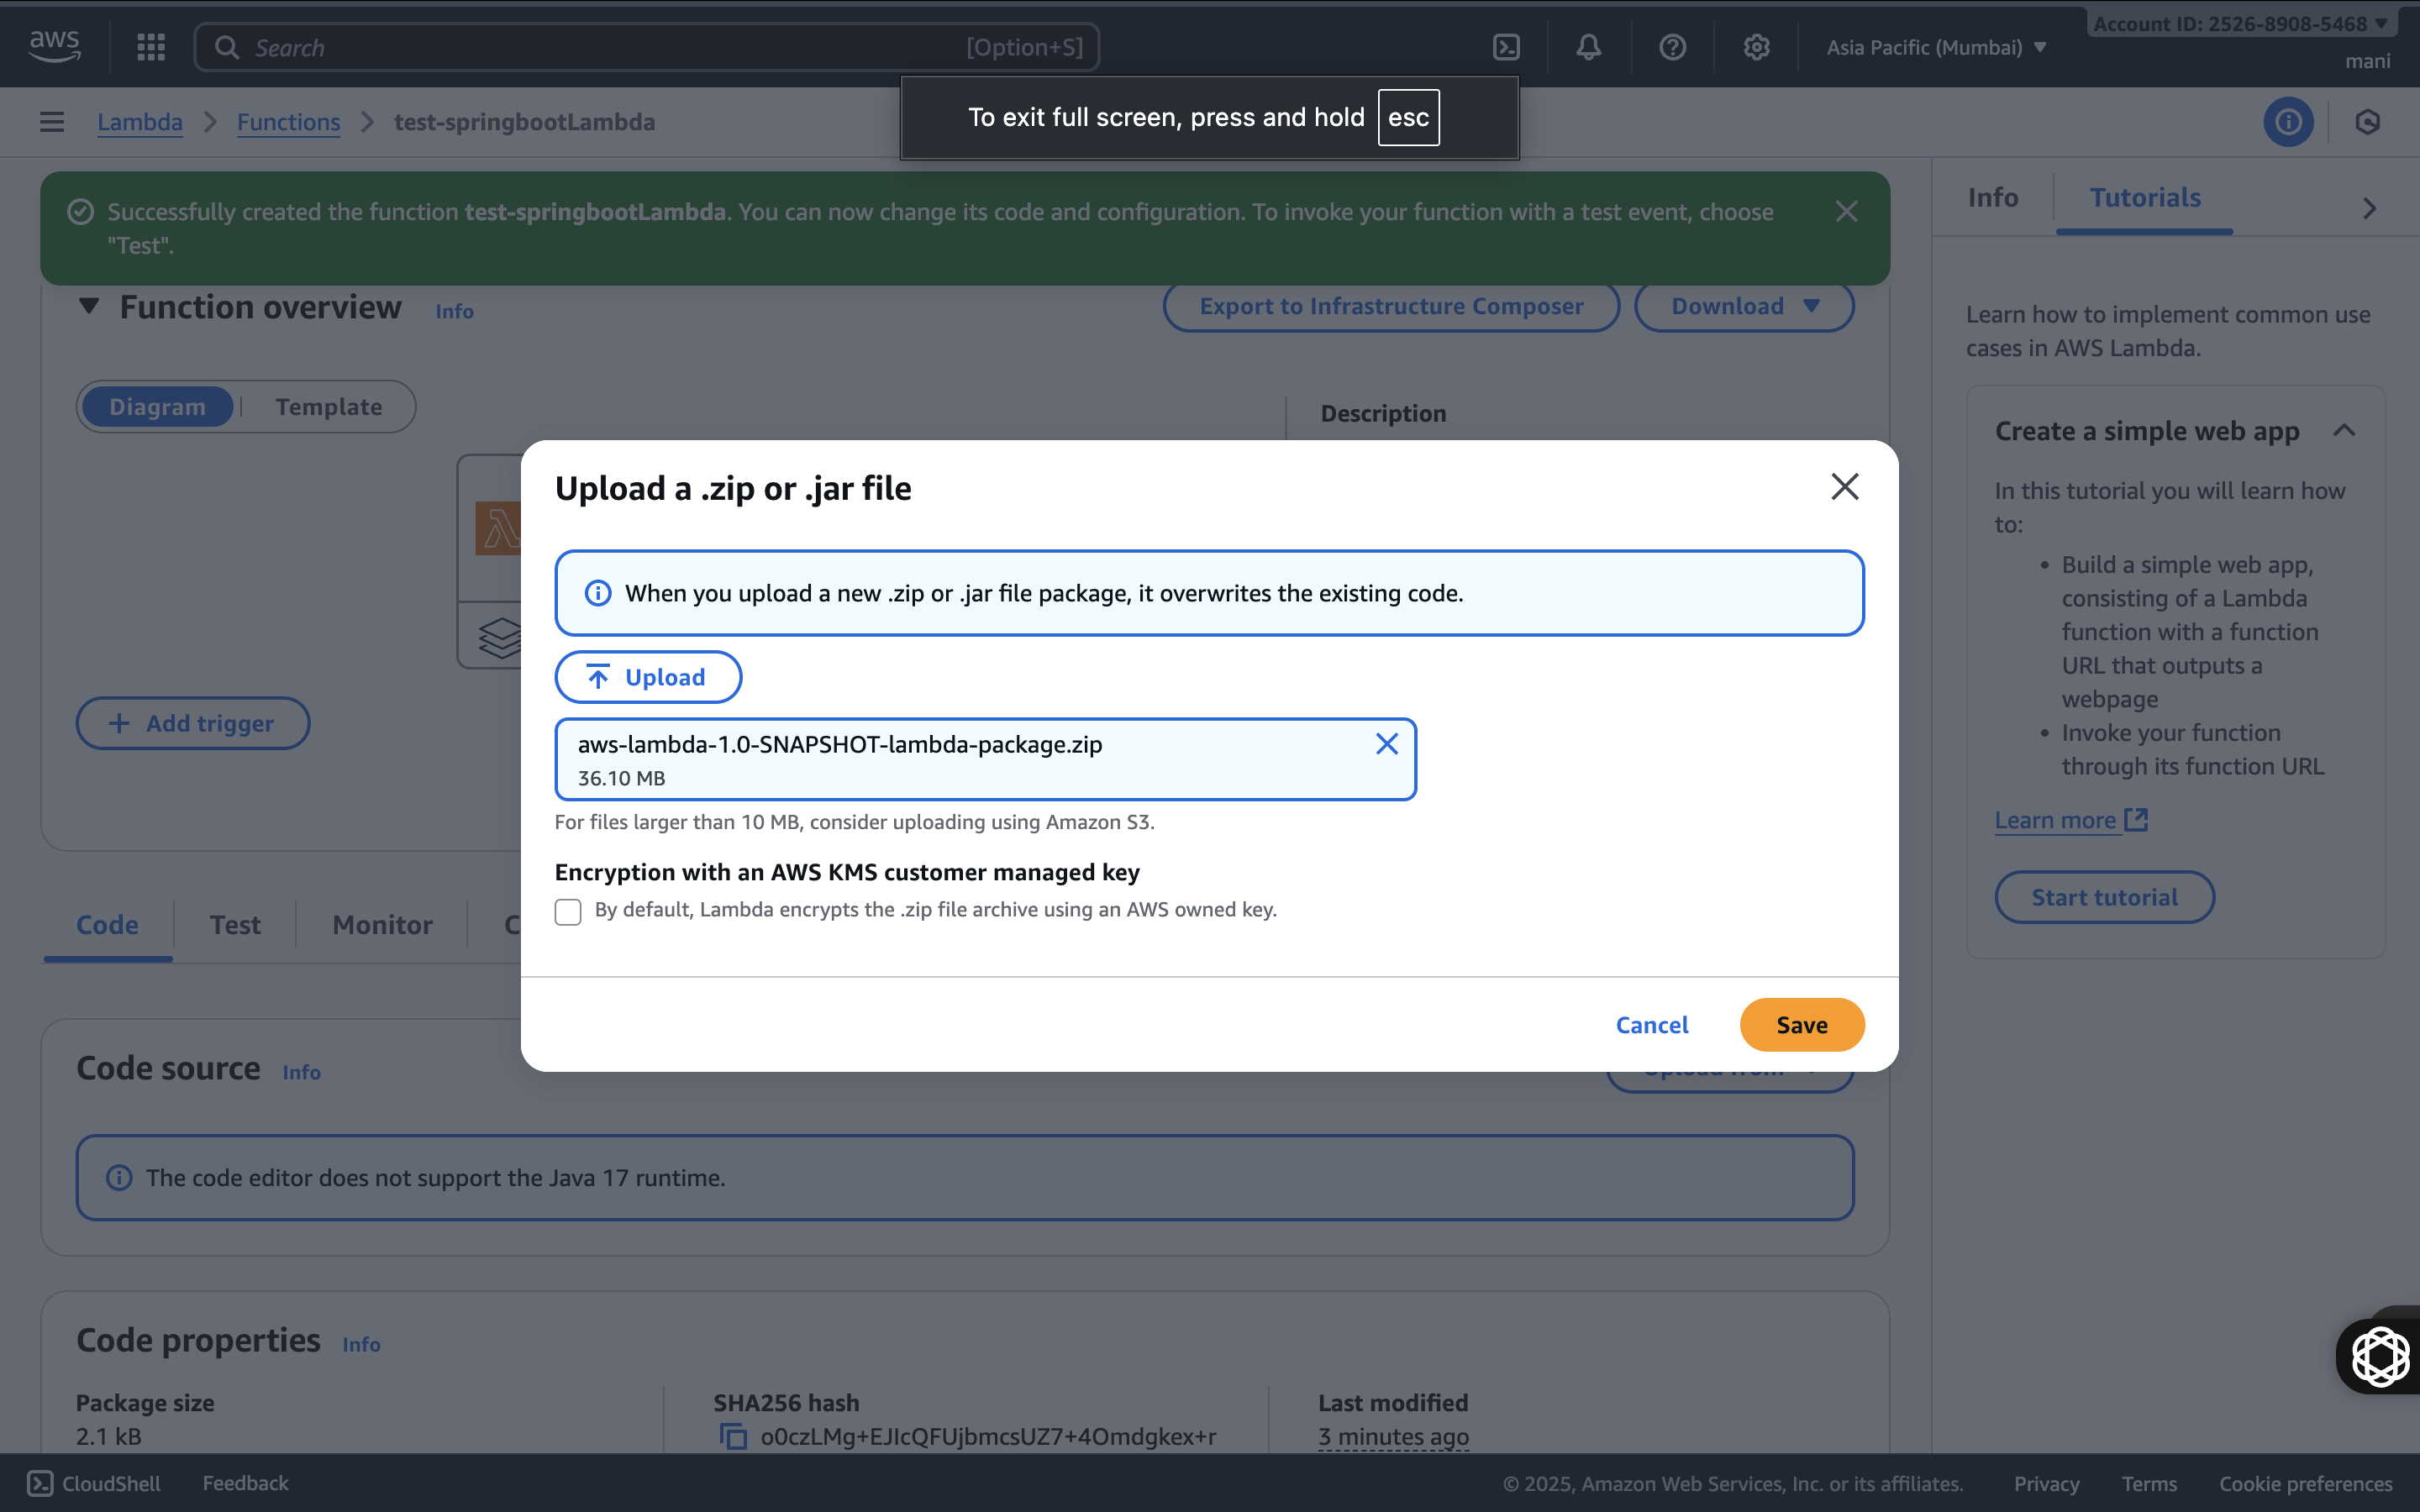 aws
Search
[Option+S]
Asia Pacific (Mumbai)
Account ID: 2526-8908-5468
mani
Lambda
Functions
test-springbootLambda
To exit full screen, press and hold esc
Successfully created the function test-springbootLambda. You can now change its code and configuration. To invoke your function with a test event, choose
"Test".
Function overview Info
Export to Infrastructure Composer
Download
Diagram
Template
Description
Add trigger
Upload a .zip or .jar file
When you upload a new .zip or .jar file package, it overwrites the existing code.
Upload
aws-lambda-1.0-SNAPSHOT-lambda-package.zip
36.10 MB
For files larger than 10 MB, consider uploading using Amazon S3.
Encryption with an AWS KMS customer managed key
By default, Lambda encrypts the .zip file archive using an AWS owned key.
Cancel
Save
Code
Test
Monitor
C
Code source Info
Upload from
The code editor does not support the Java 17 runtime.
Code properties Info
Package size
2.1 kB
SHA256 hash
o0czLMg+EJIcQFUjbmcsUZ7+4Omdgkex+r
Last modified
3 minutes ago
Info
Tutorials
Learn how to implement common use
cases in AWS Lambda.
Create a simple web app
In this tutorial you will learn how
to:
• Build a simple web app,
consisting of a Lambda
function with a function
URL that outputs a
webpage
• Invoke your function
through its function URL
Learn more
Start tutorial
CloudShell
Feedback
© 2025, Amazon Web Services, Inc. or its affiliates.
Privacy
Terms
Cookie preferences